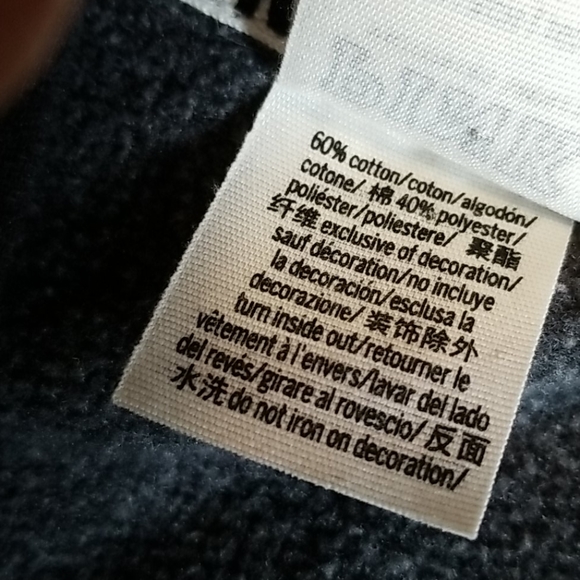 60% cotton/coton/algodón/
cotone/ 棉 40% polyester/
poliéster/poliestere/ 聚酯
纤维 exclusive of decoration/
sauf décoration/no incluye
la decoración/esclusa la
decorazione/ 装饰除外
turn inside out/retourner le
vêtement à l'envers/lavar del lado
del revés/girare al rovescio/ 反面
水洗 do not iron on decoration/